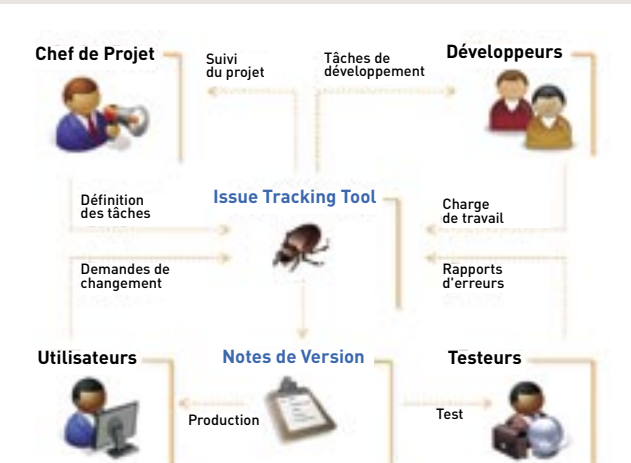 Chef de Projet
Suivi
du projet
Tâches de
développement
Développeurs
Définition
des tâches
Issue Tracking Tool
Charge
de travail
Demandes de
changement
Rapports
d'erreurs
Utilisateurs
Notes de Version
Testeurs
Production
Test